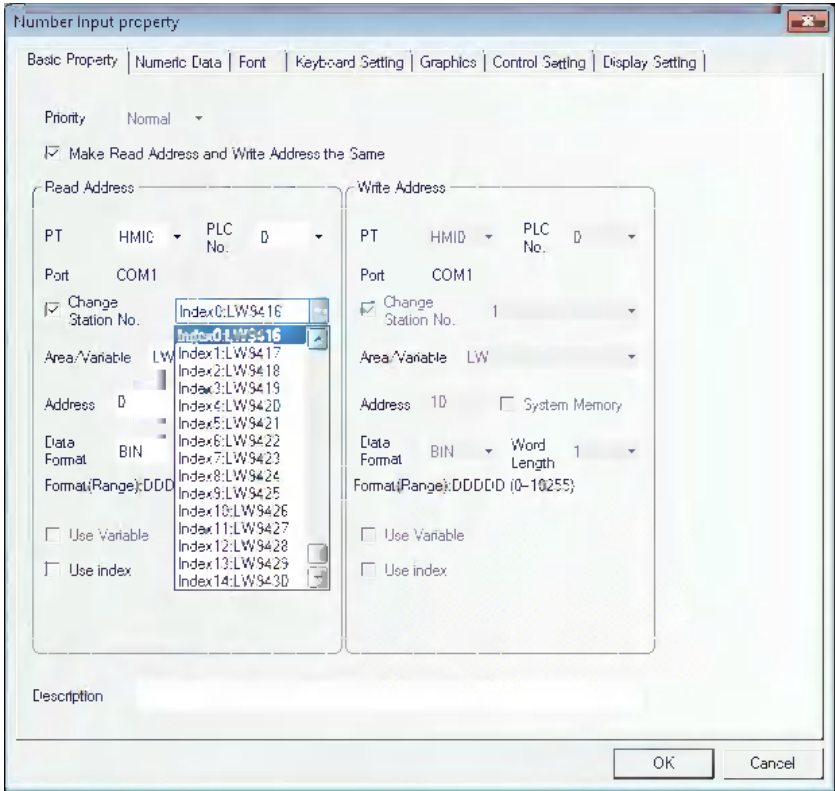 Number Input property
Basic Property Numeric Data Font Keyboard Setting Graphics Control Setting Display Setting
Priority Normal
Make Read Address and Write Address the Same
Read Address
PT HMI0 PLC No. 0
Port COM1
Change Station No. Index0:LW9416
Index0:LW9416
Index1:LW9417
Index2:LW9418
Index3:LW9419
Index4:LW9420
Index5:LW9421
Index6:LW9422
Index7:LW9423
Index8:LW9424
Index9:LW9425
Index10:LW9426
Index11:LW9427
Index12:LW9428
Index13:LW9429
Index14:LW9430
Area/Variable LW
Address 0
Data Format BIN
Format(Range):DDD
Use Variable
Use index
Write Address
PT HMI0 PLC No. 0
Port COM1
Change Station No. 1
Area/Variable LW
Address 10 System Memory
Data Format BIN Word Length 1
Format(Range):DDDDD (0~10255)
Use Variable
Use index
Description
OK Cancel